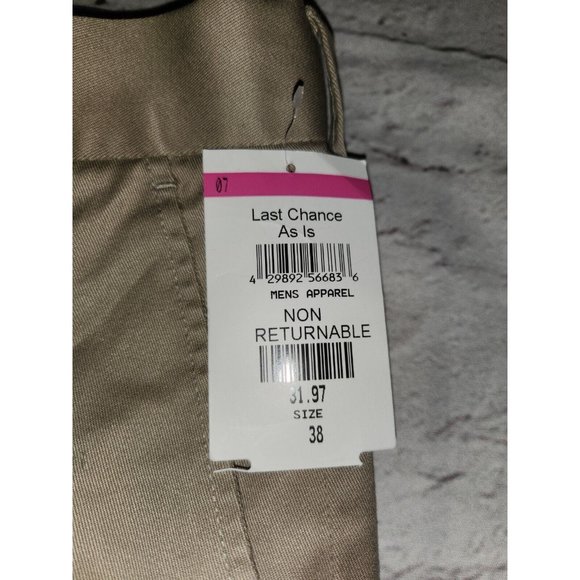 07
Last Chance
As Is
4 29892 56683 6
MENS APPAREL
NON
RETURNABLE
31.97
SIZE
38